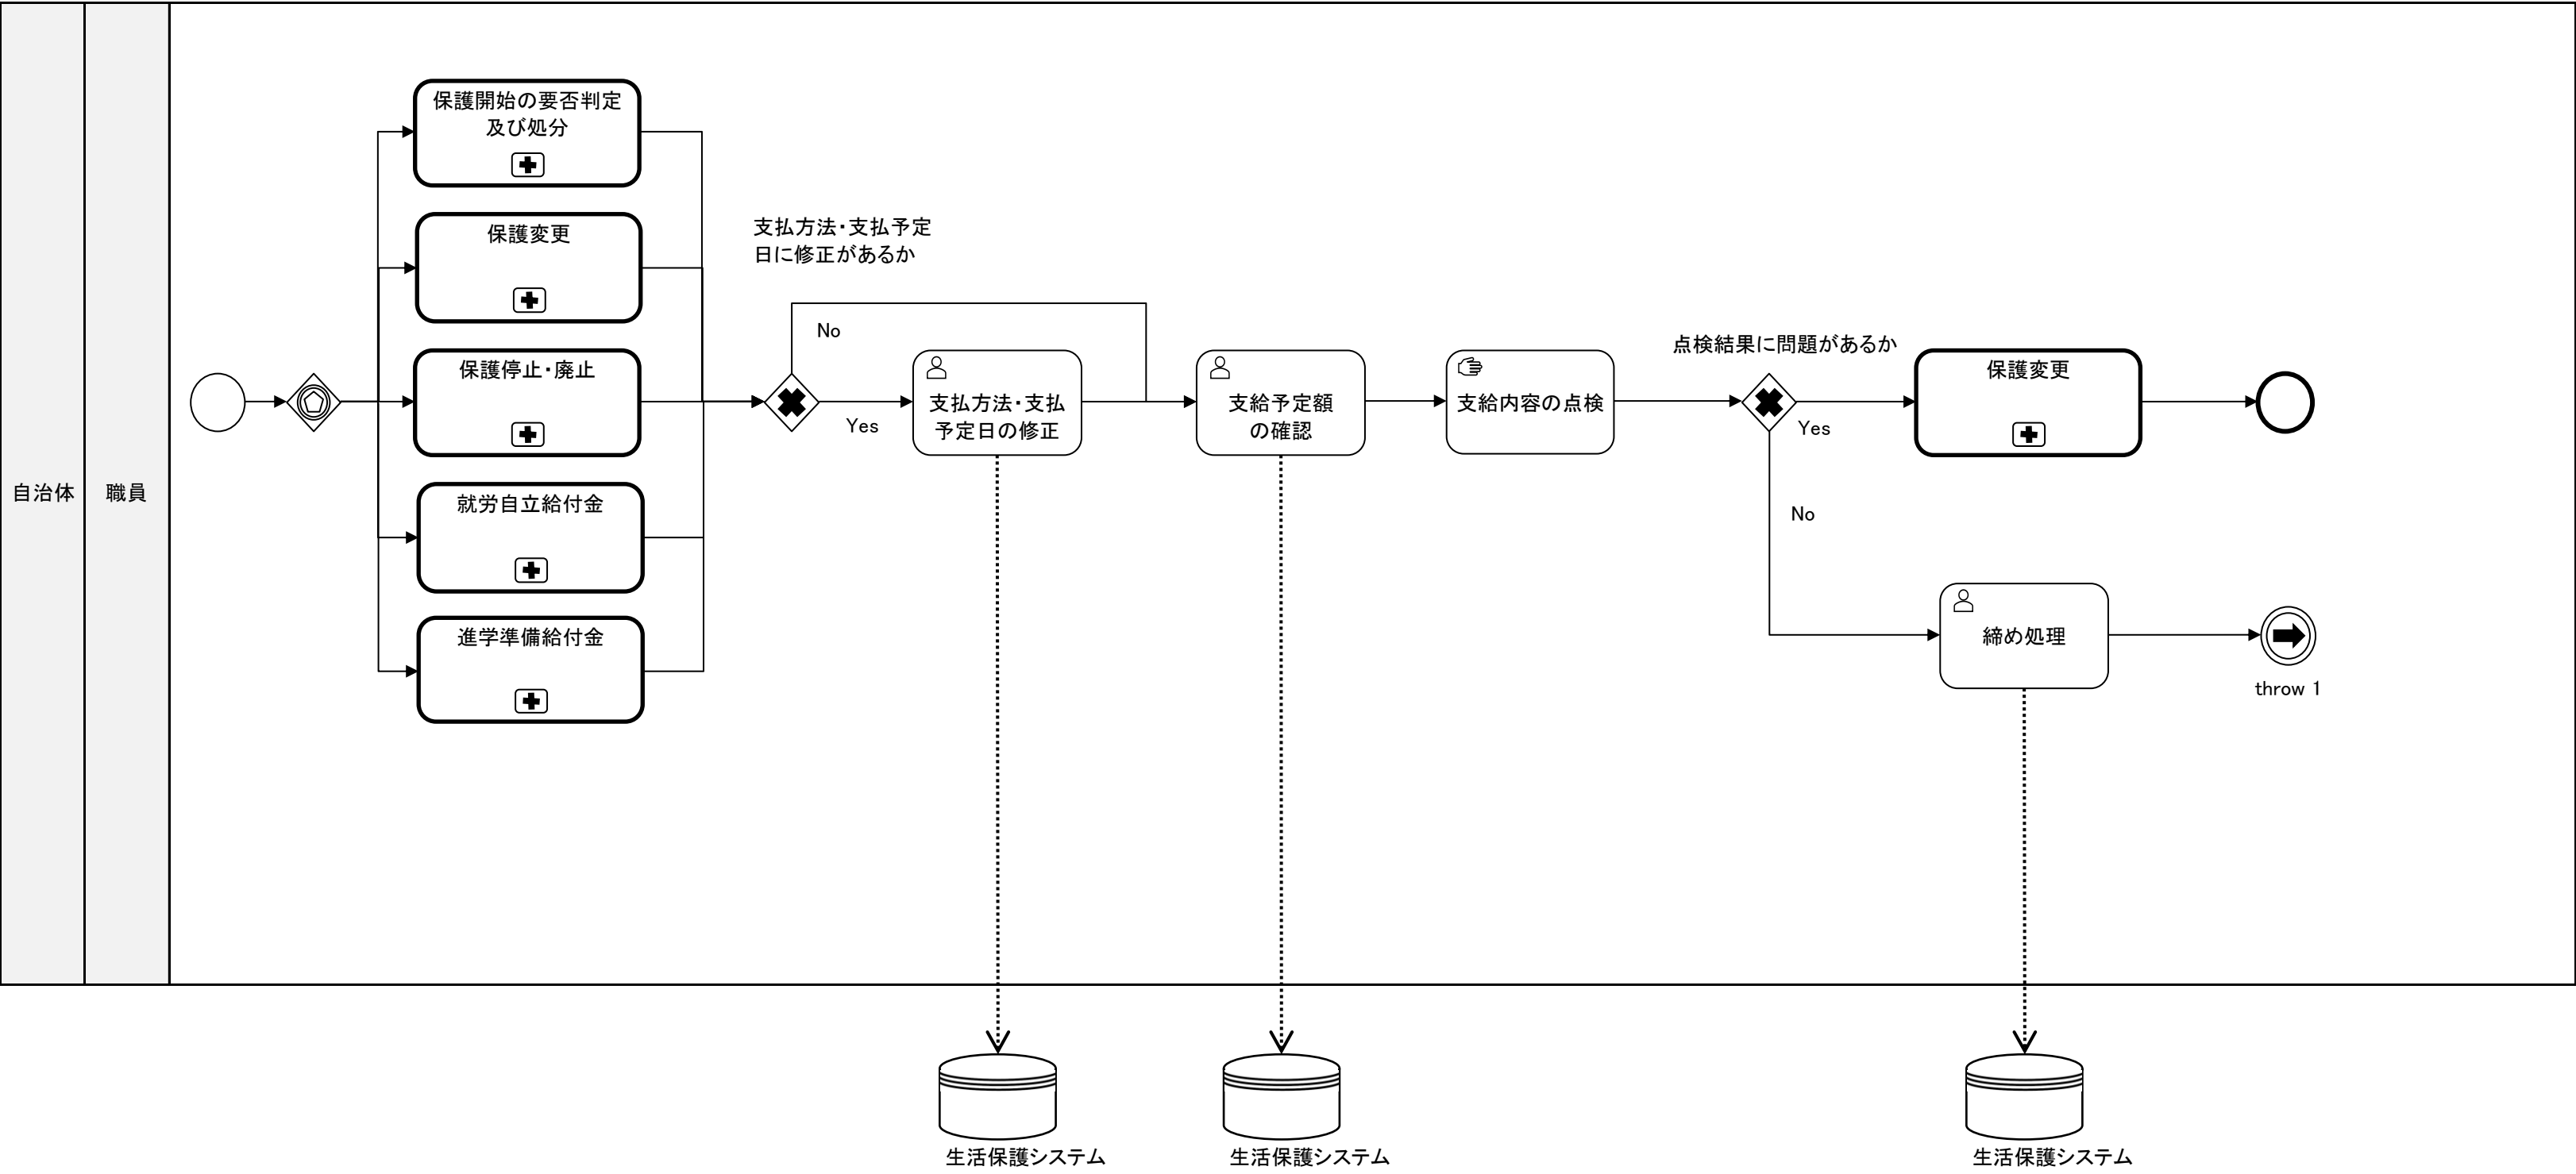 自治体
職員
保護開始の要否判定
及び処分
保護変更
保護停止・廃止
就労自立給付金
進学準備給付金
支払方法・支払予定
日に修正があるか
No
Yes
支払方法・支払
予定日の修正
支給予定額
の確認
支給内容の点検
点検結果に問題があるか
Yes
No
保護変更
締め処理
throw 1
生活保護システム
生活保護システム
生活保護システム